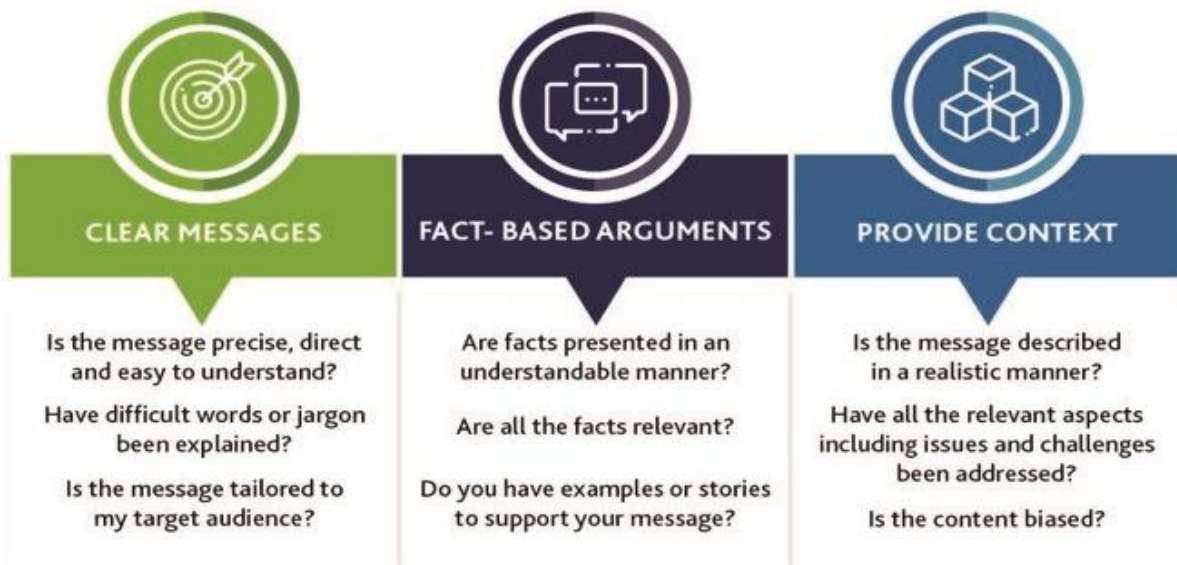 CLEAR MESSAGES
Is the message precise, direct
and easy to understand?
Have difficult words or jargon
been explained?
Is the message tailored to
my target audience?
FACT- BASED ARGUMENTS
Are facts presented in an
understandable manner?
Are all the facts relevant?
Do you have examples or stories
to support your message?
PROVIDE CONTEXT
Is the message described
in a realistic manner?
Have all the relevant aspects
including issues and challenges
been addressed?
Is the content biased?